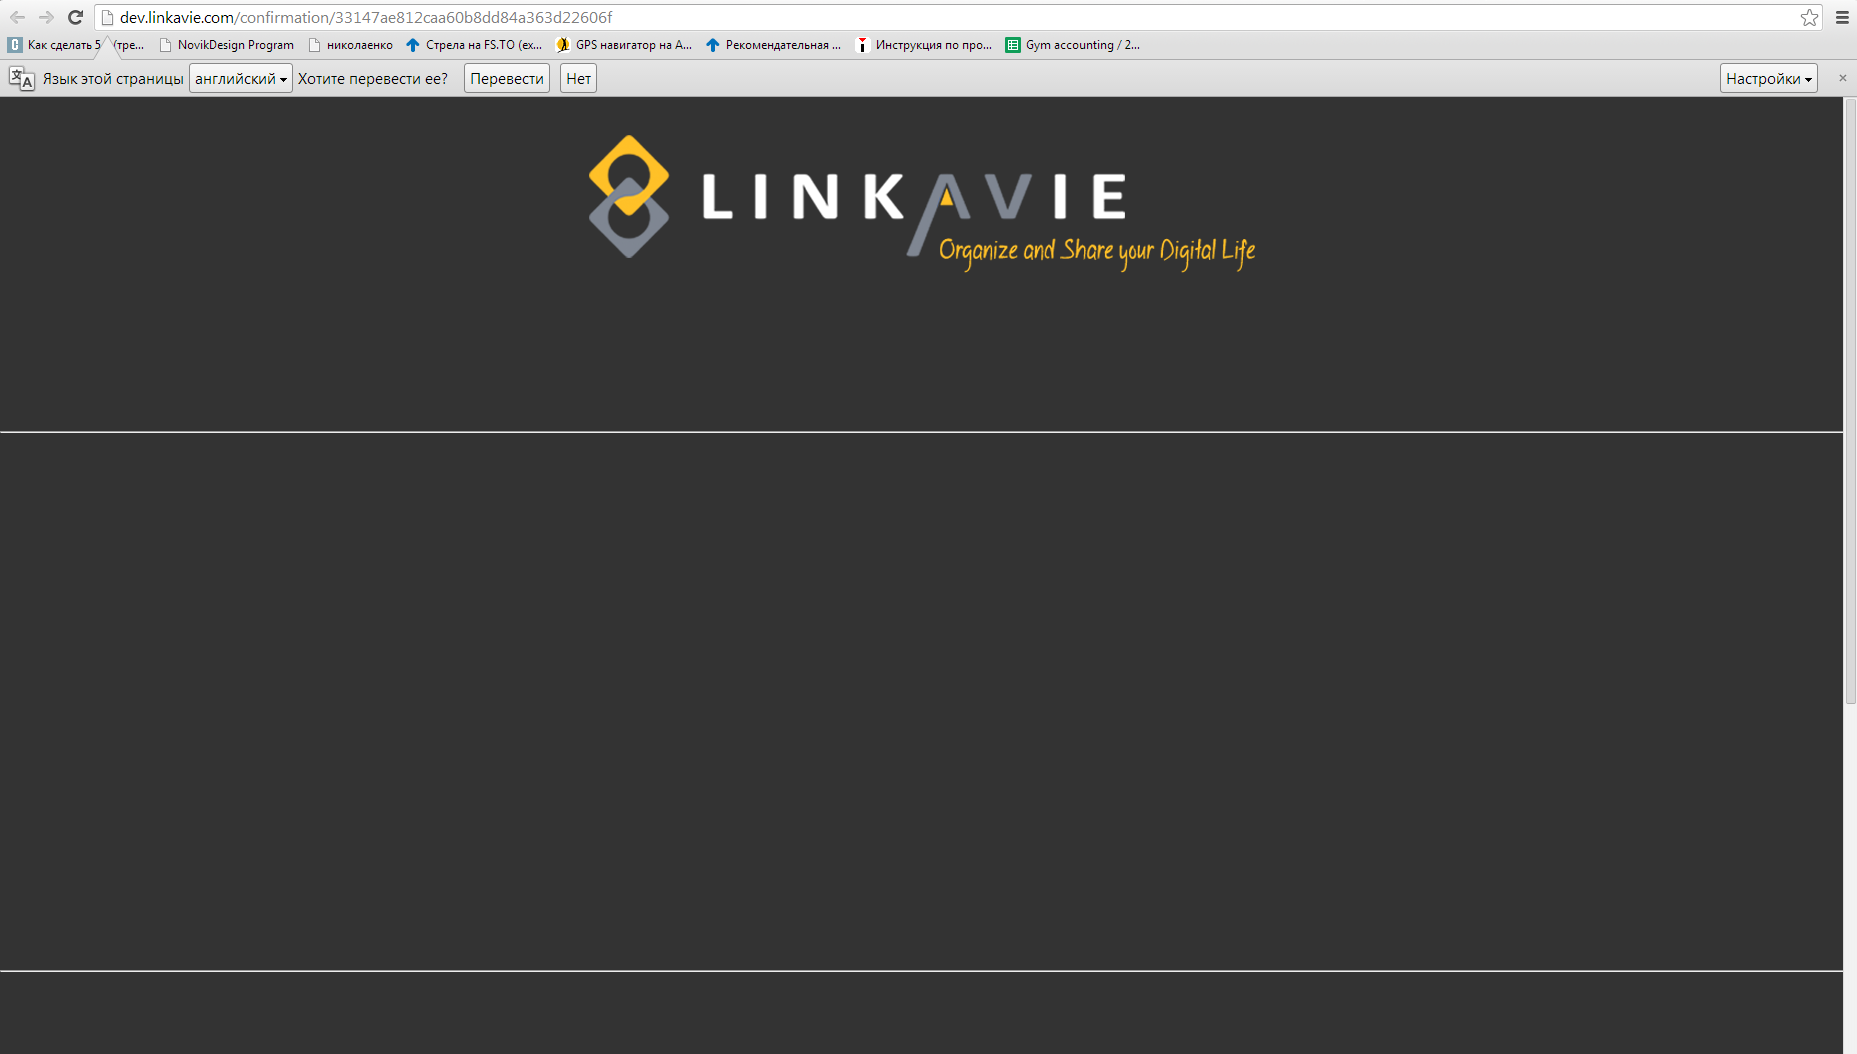 dev.linkavie.com/confirmation/33147ae812caa60b8dd84a363d22606f
Как сделать 5 (тре... NovikDesign Program николаенко Стрела на FS.TO (ex... GPS навигатор на A... Рекомендательная ... Инструкция по про... Gym accounting / 2...
Язык этой страницы английский Хотите перевести ее? Перевести Нет Настройки
LINKAVIE
Organize and Share your Digital Life